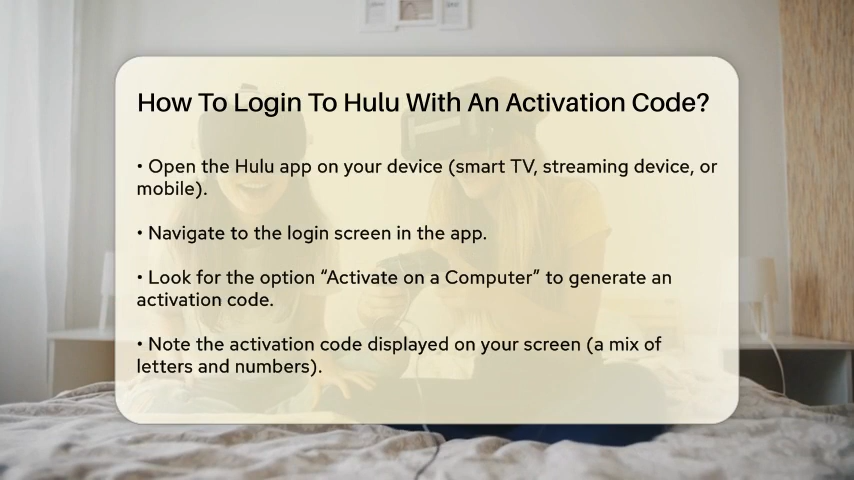 How To Login To Hulu With An Activation Code?
• Open the Hulu app on your device (smart TV, streaming device, or
mobile).
• Navigate to the login screen in the app.
• Look for the option “Activate on a Computer” to generate an
activation code.
• Note the activation code displayed on your screen (a mix of
letters and numbers).